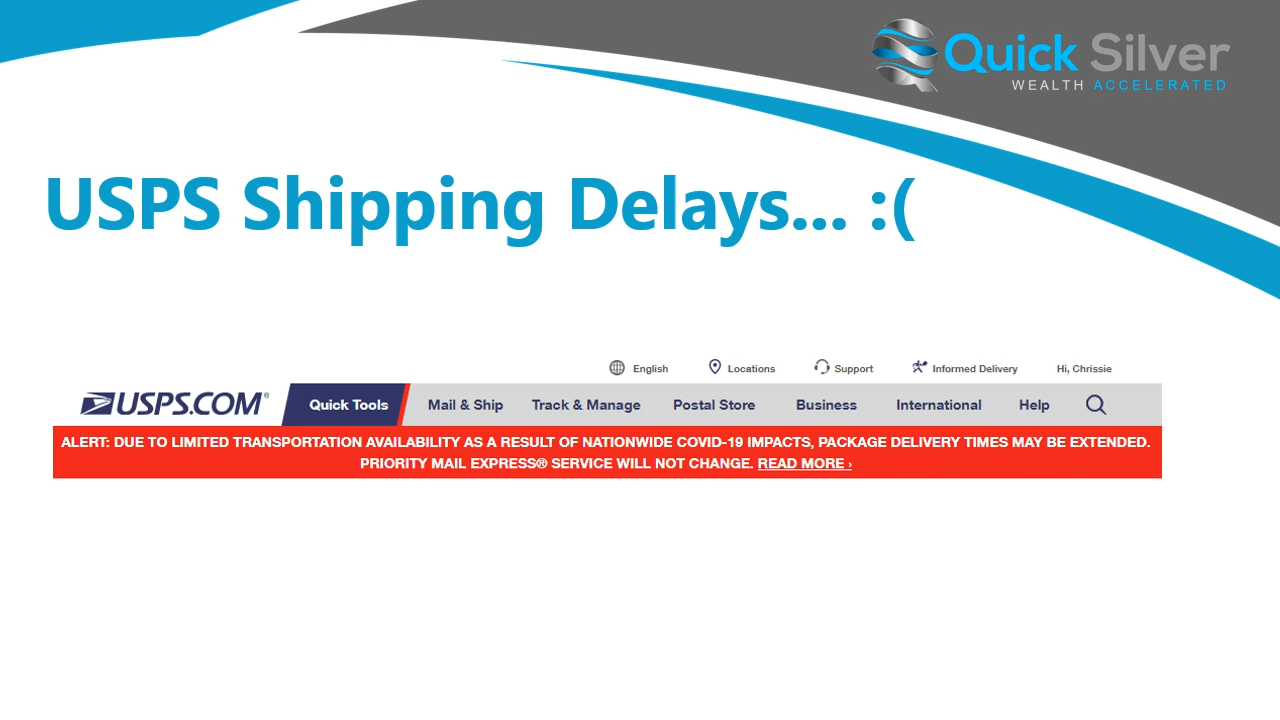 Quick Silver
WEALTH ACCELERATED
USPS Shipping Delays... :(
English Locations Support Informed Delivery Hi, Chrissie
USPS.COM® Quick Tools Mail & Ship Track & Manage Postal Store Business International Help
ALERT: DUE TO LIMITED TRANSPORTATION AVAILABILITY AS A RESULT OF NATIONWIDE COVID-19 IMPACTS, PACKAGE DELIVERY TIMES MAY BE EXTENDED.
PRIORITY MAIL EXPRESS® SERVICE WILL NOT CHANGE. READ MORE ›